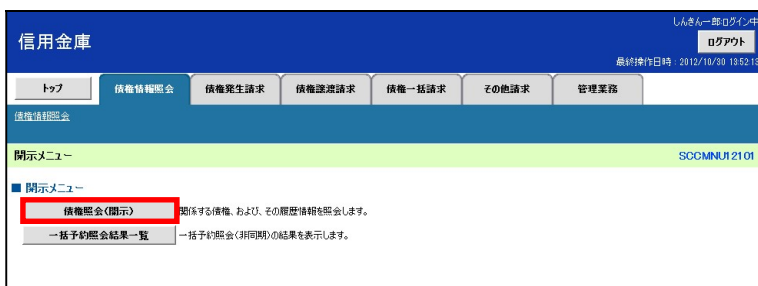 しんきん一郎ログイン中
信用金庫
ログアウト
最終操作日時：2012/10/30 13:52:13
トップ 債権情報照会 債権発生請求 債権譲渡請求 債権一括請求 その他請求 管理業務
債権情報照会
開示メニュー SCCMNU12101
■ 開示メニュー
債権照会(開示) 関係する債権、および、その履歴情報を照会します。
一括予約照会結果一覧 一括予約照会(非同期)の結果を表示します。